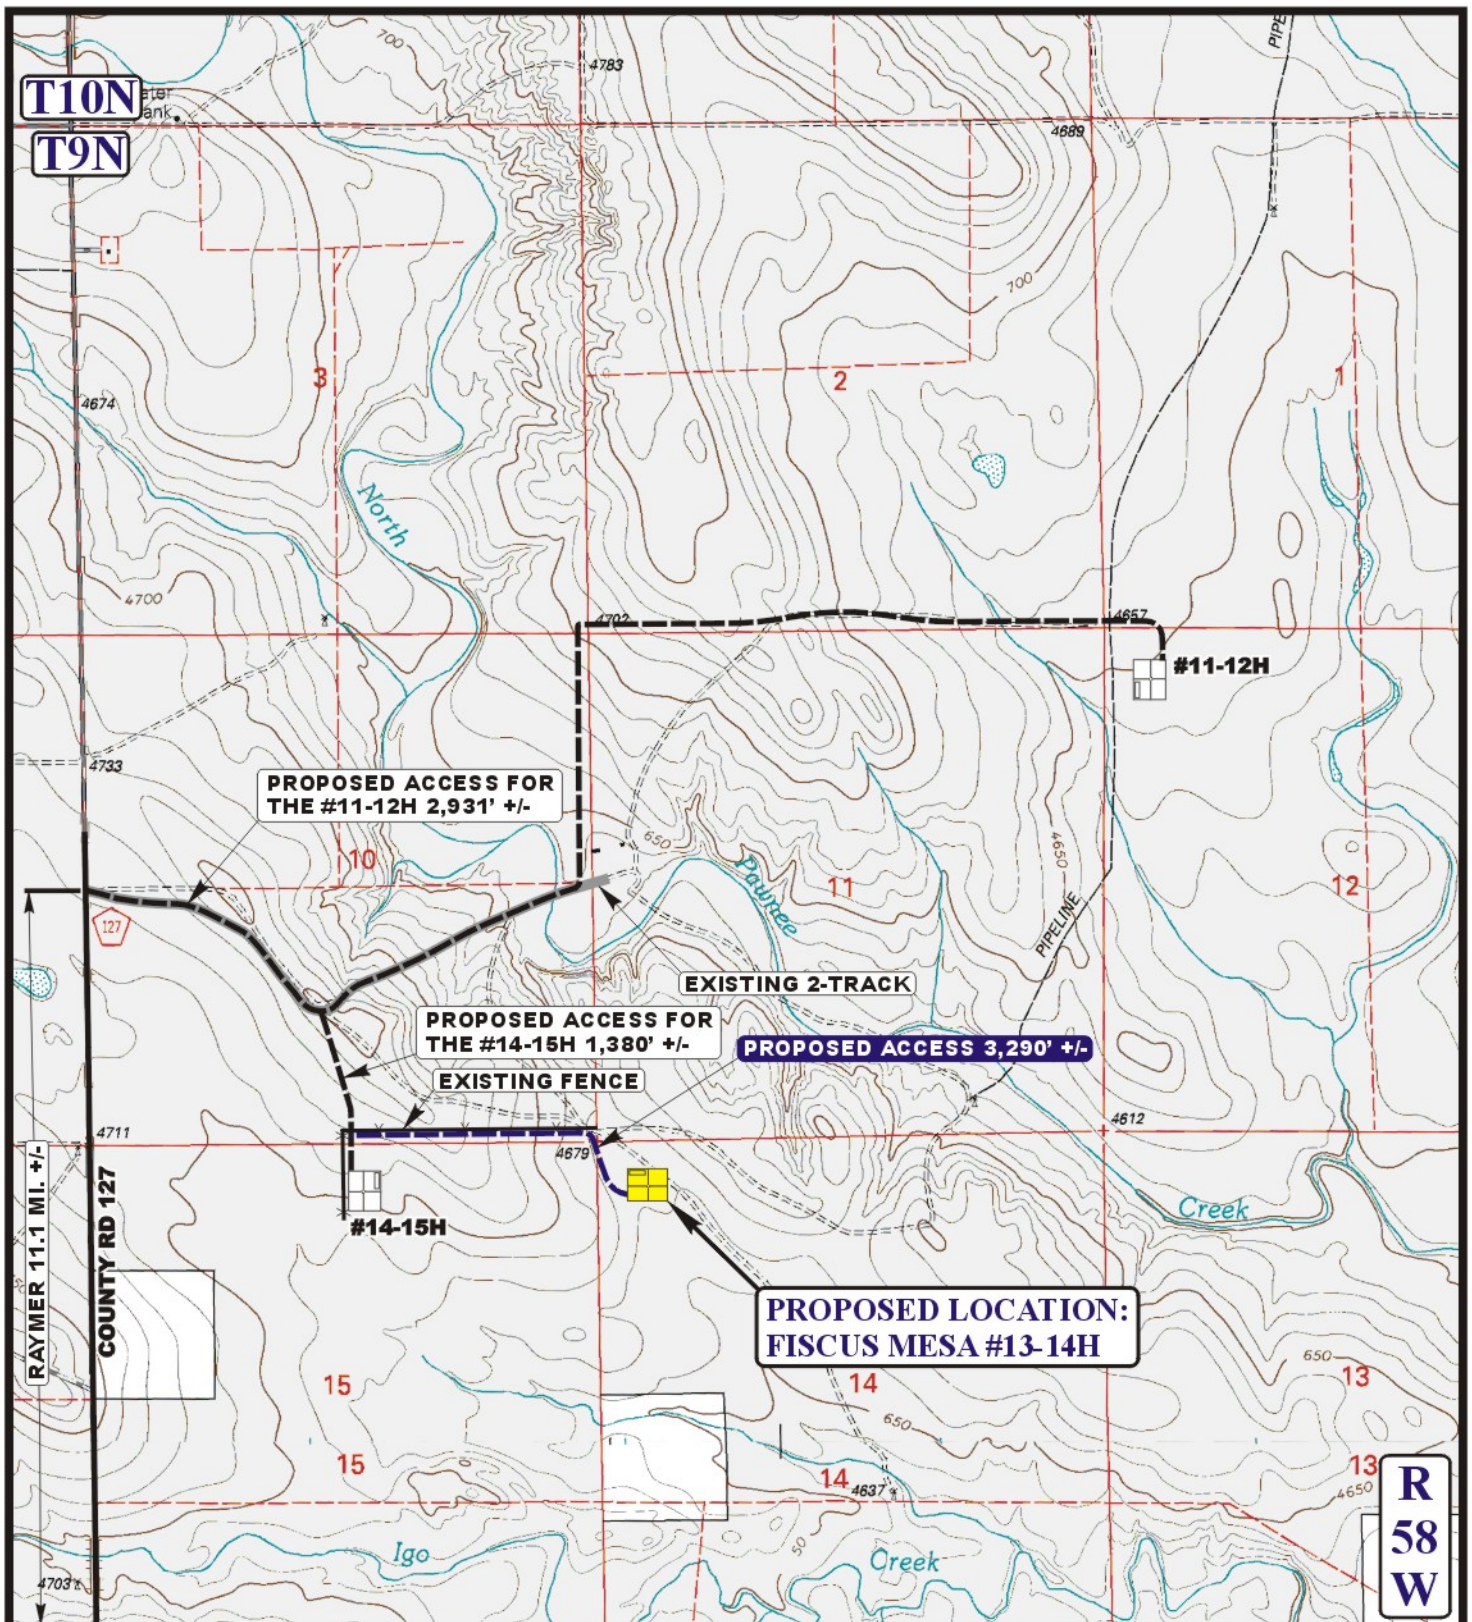 700
4783
PIPE
T10N
ater
ank
4689
T9N
700
3
2
1
4674
North
4700
4702
4657
#11-12H
4733
PROPOSED ACCESS FOR
THE #11-12H 2,931' +/-
650
4650
10
Pawnee
11
12
127
PIPELINE
EXISTING 2-TRACK
PROPOSED ACCESS FOR
THE #14-15H 1,380' +/-
PROPOSED ACCESS 3,290' +/-
EXISTING FENCE
4711
4612
4679
RAYMER 11.1 MI. +/-
COUNTY RD 127
#14-15H
Creek
PROPOSED LOCATION:
FISCUS MESA #13-14H
650
15
14
13
650
15
14
13
4637
4650
R
58
W
50
Igo
Creek
4703